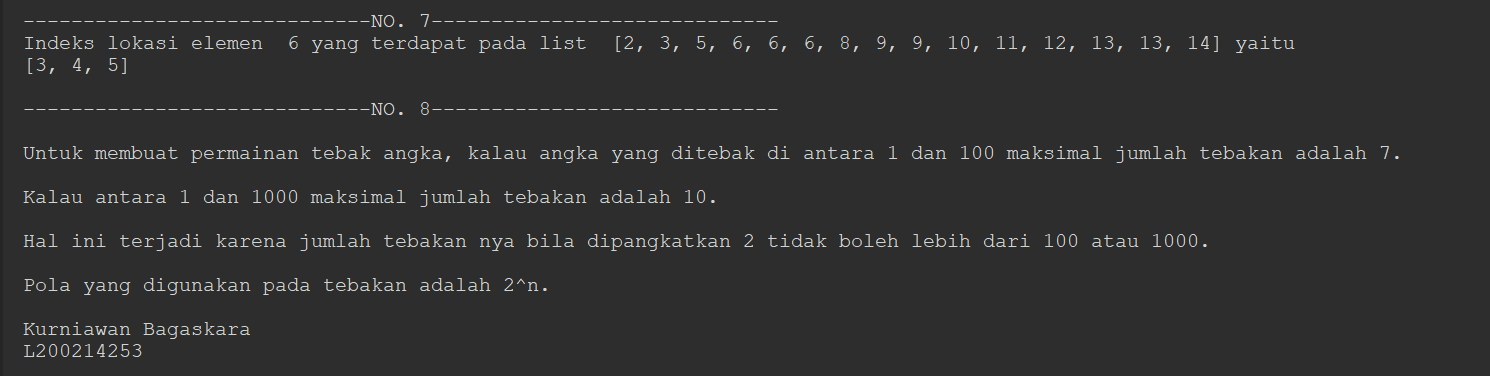 -----------------------------NO. 7-----------------------------
Indeks lokasi elemen  6 yang terdapat pada list  [2, 3, 5, 6, 6, 6, 8, 9, 9, 10, 11, 12, 13, 13, 14] yaitu
[3, 4, 5]
-----------------------------NO. 8-----------------------------
Untuk membuat permainan tebak angka, kalau angka yang ditebak di antara 1 dan 100 maksimal jumlah tebakan adalah 7.
Kalau antara 1 dan 1000 maksimal jumlah tebakan adalah 10.
Hal ini terjadi karena jumlah tebakan nya bila dipangkatkan 2 tidak boleh lebih dari 100 atau 1000.
Pola yang digunakan pada tebakan adalah 2^n.
Kurniawan Bagaskara
L200214253